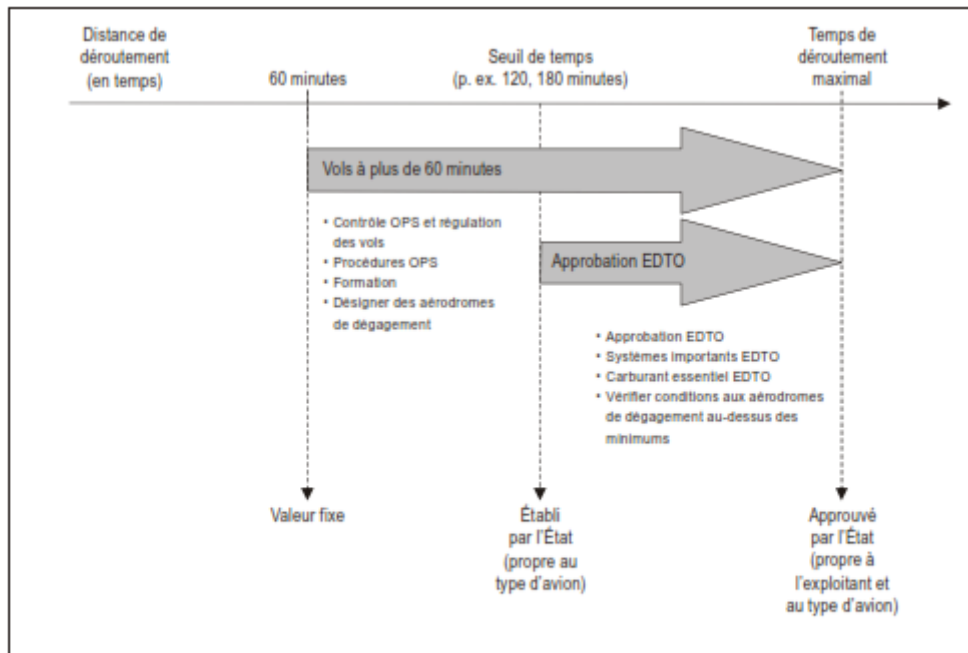 Distance de
déroutement
(en temps)
60 minutes
Seuil de temps
(p. ex. 120, 180 minutes)
Temps de
déroutement
maximal
Vols à plus de 60 minutes
• Contrôle OPS et régulation
des vols
• Procédures OPS
• Formation
• Désigner des aérodromes
de dégagement
Approbation EDTO
• Approbation EDTO
• Systèmes importants EDTO
• Carburant essentiel EDTO
• Vérifier conditions aux aérodromes
de dégagement au-dessus des
minimums
Valeur fixe
Établi
par l'État
(propre au
type d'avion)
Approuvé
par l'État
(propre à
l'exploitant et
au type d'avion)